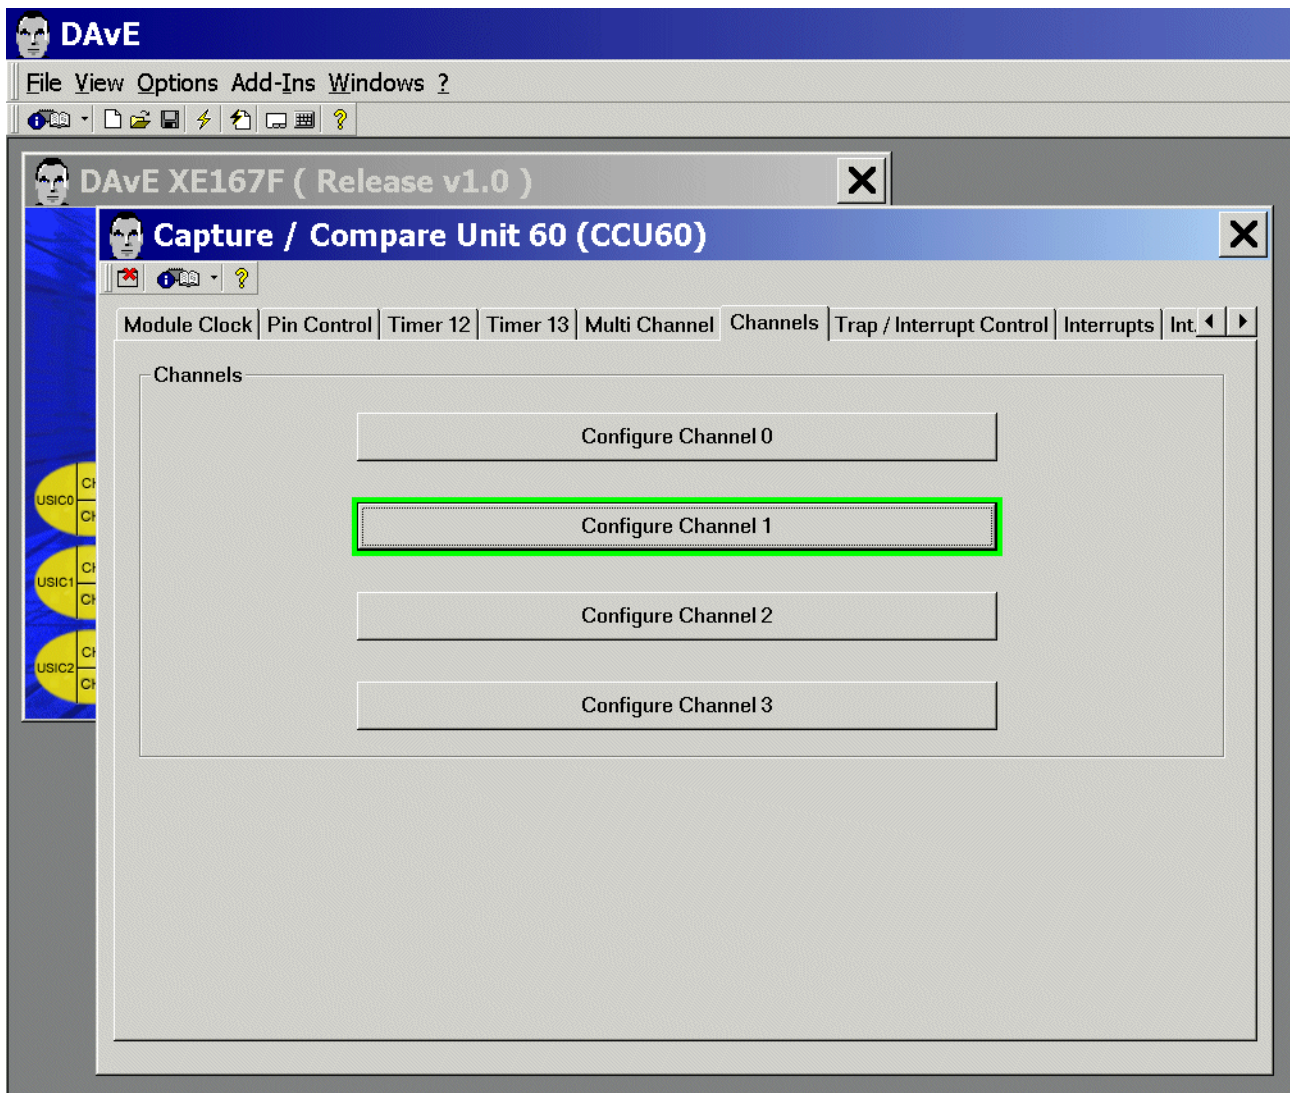 DAvE
File View Options Add-Ins Windows ?
DAvE XE167F ( Release v1.0 )
Capture / Compare Unit 60 (CCU60)
Module Clock Pin Control Timer 12 Timer 13 Multi Channel Channels Trap / Interrupt Control Interrupts Int.
Channels
Configure Channel 0
Configure Channel 1
Configure Channel 2
Configure Channel 3
USIC0
USIC1
USIC2